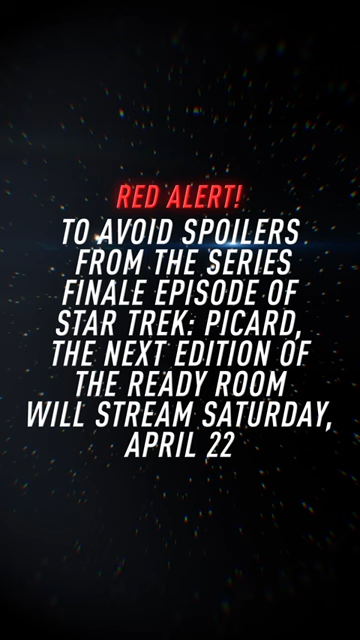 RED ALERT!
TO AVOID SPOILERS
FROM THE SERIES
FINALE EPISODE OF
STAR TREK: PICARD,
THE NEXT EDITION OF
THE READY ROOM
WILL STREAM SATURDAY,
APRIL 22